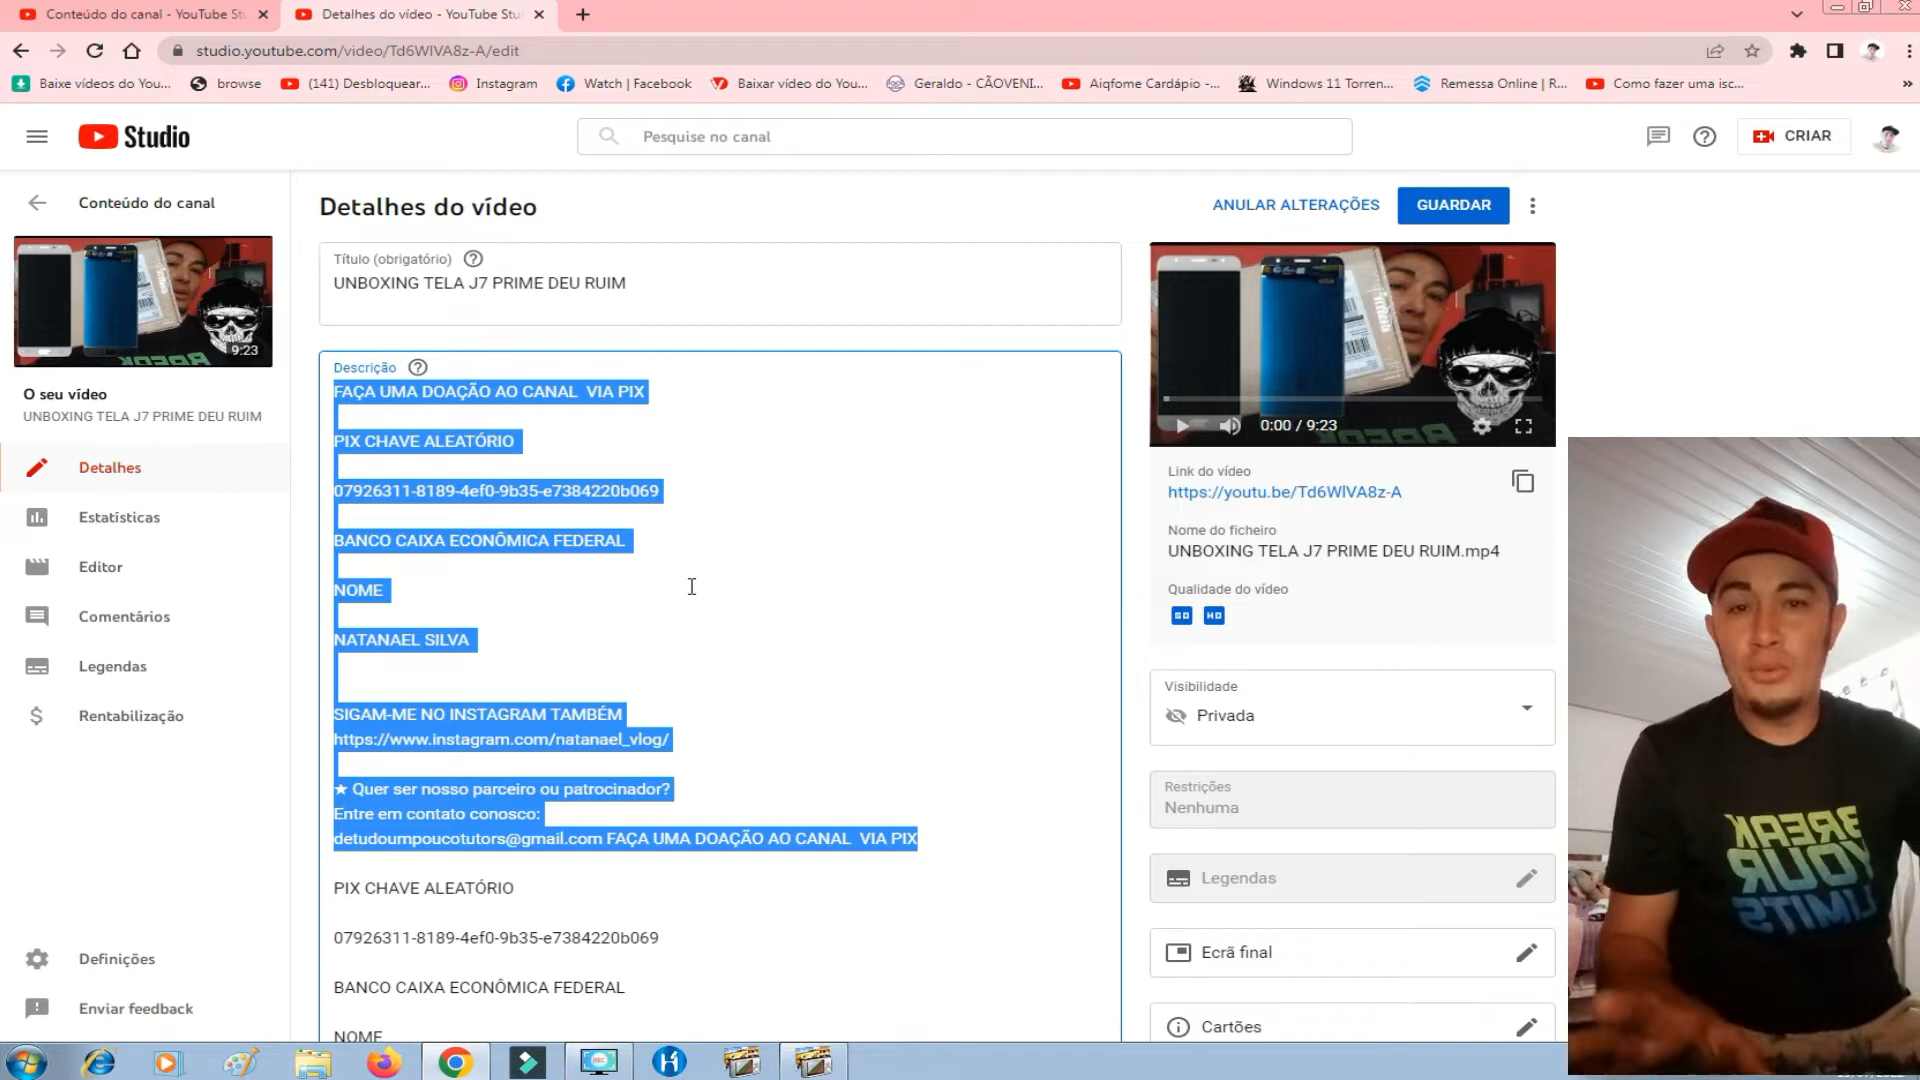 Conteúdo do canal - YouTube St
Detalhes do vídeo - YouTube Stu
studio.youtube.com/video/Td6WlVA8z-A/edit
Baixe vídeos do You...
browse
(141) Desbloquear...
Instagram
Watch | Facebook
Baixar vídeo do You...
Geraldo - CÃOVENI...
Aiqfome Cardápio -...
Windows 11 Torren...
Remessa Online | R...
Como fazer uma isc...
»
Studio
Pesquise no canal
CRIAR
Conteúdo do canal
9:23
O seu vídeo
UNBOXING TELA J7 PRIME DEU RUIM
Detalhes
Estatísticas
Editor
Comentários
Legendas
Rentabilização
Definições
Enviar feedback
Detalhes do vídeo
ANULAR ALTERAÇÕES
GUARDAR
Título (obrigatório)
UNBOXING TELA J7 PRIME DEU RUIM
Descrição
FAÇA UMA DOAÇÃO AO CANAL  VIA PIX
PIX CHAVE ALEATÓRIO
07926311-8189-4ef0-9b35-e7384220b069
BANCO CAIXA ECONÔMICA FEDERAL
NOME
NATANAEL SILVA
SIGAM-ME NO INSTAGRAM TAMBÉM
https://www.instagram.com/natanael_vlog/
★ Quer ser nosso parceiro ou patrocinador?
Entre em contato conosco:
detudoumpoucotutors@gmail.com FAÇA UMA DOAÇÃO AO CANAL  VIA PIX
PIX CHAVE ALEATÓRIO
07926311-8189-4ef0-9b35-e7384220b069
BANCO CAIXA ECONÔMICA FEDERAL
NOME
0:00 / 9:23
Link do vídeo
https://youtu.be/Td6WlVA8z-A
Nome do ficheiro
UNBOXING TELA J7 PRIME DEU RUIM.mp4
Qualidade do vídeo
SD
HD
Visibilidade
Privada
Restrições
Nenhuma
Legendas
Ecrã final
Cartões
BREAK
YOUR
LIMITS
REC